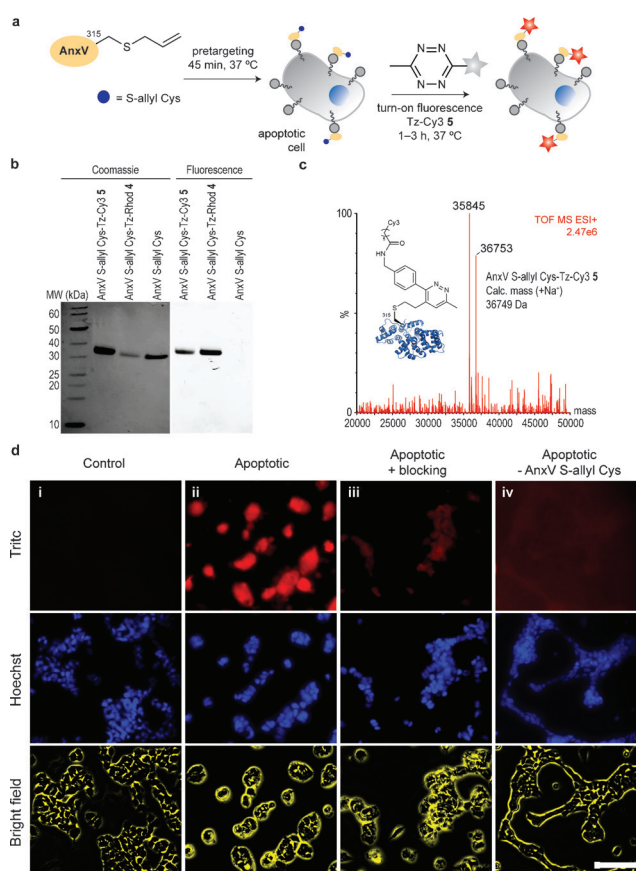 a
AnxV
315
S
= S-allyl Cys
pretargeting
45 min, 37 ºC
apoptotic
cell
N=N
N–N
turn-on fluorescence
Tz-Cy3 5
1–3 h, 37 ºC
b
Coomassie
Fluorescence
AnxV S-allyl Cys-Tz-Cy3 5
AnxV S-allyl Cys-Tz-Rhod 4
AnxV S-allyl Cys
AnxV S-allyl Cys-Tz-Cy3 5
AnxV S-allyl Cys-Tz-Rhod 4
AnxV S-allyl Cys
MW (kDa)
60
50
40
30
25
20
10
c
35845
36753
TOF MS ESI+
2.47e6
100
%
0
Cy3
O
HN
N
N
S
315
AnxV S-allyl Cys-Tz-Cy3 5
Calc. mass (+Na⁺)
36749 Da
20000 25000 30000 35000 40000 45000 50000 mass
d
Control
Apoptotic
Apoptotic
+ blocking
Apoptotic
- AnxV S-allyl Cys
i
ii
iii
iv
Tritc
Hoechst
Bright field